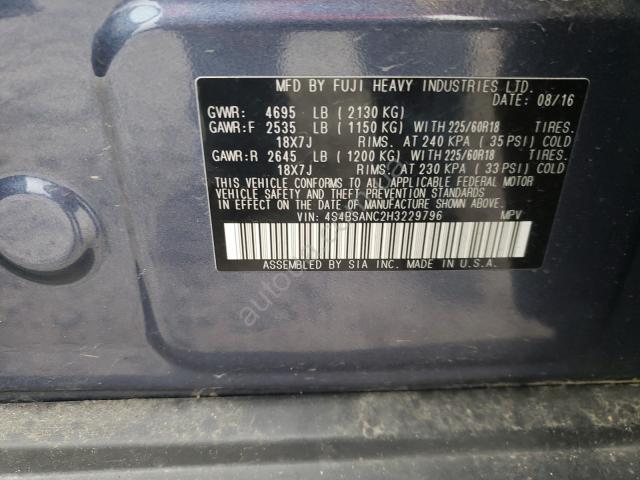 MFD BY FUJI HEAVY INDUSTRIES LTD.
DATE: 08/16
GVWR: 4695 LB ( 2130 KG)
GAWR:F 2535 LB ( 1150 KG) WITH 225/60R18 TIRES.
18X7J RIMS. AT 240 KPA ( 35 PSI) COLD
GAWR:R 2645 LB ( 1200 KG) WITH 225/60R18 TIRES.
18X7J RIMS. AT 230 KPA ( 33 PSI) COLD
THIS VEHICLE CONFORMS TO ALL APPLICABLE FEDERAL MOTOR
VEHICLE SAFETY AND THEFT PREVENTION STANDARDS
IN EFFECT ON THE DATE OF MANUFACTURE SHOWN ABOVE.
VIN: 4S4BSANC2H3229796 MPV
ASSEMBLED BY SIA INC. MADE IN U.S.A.